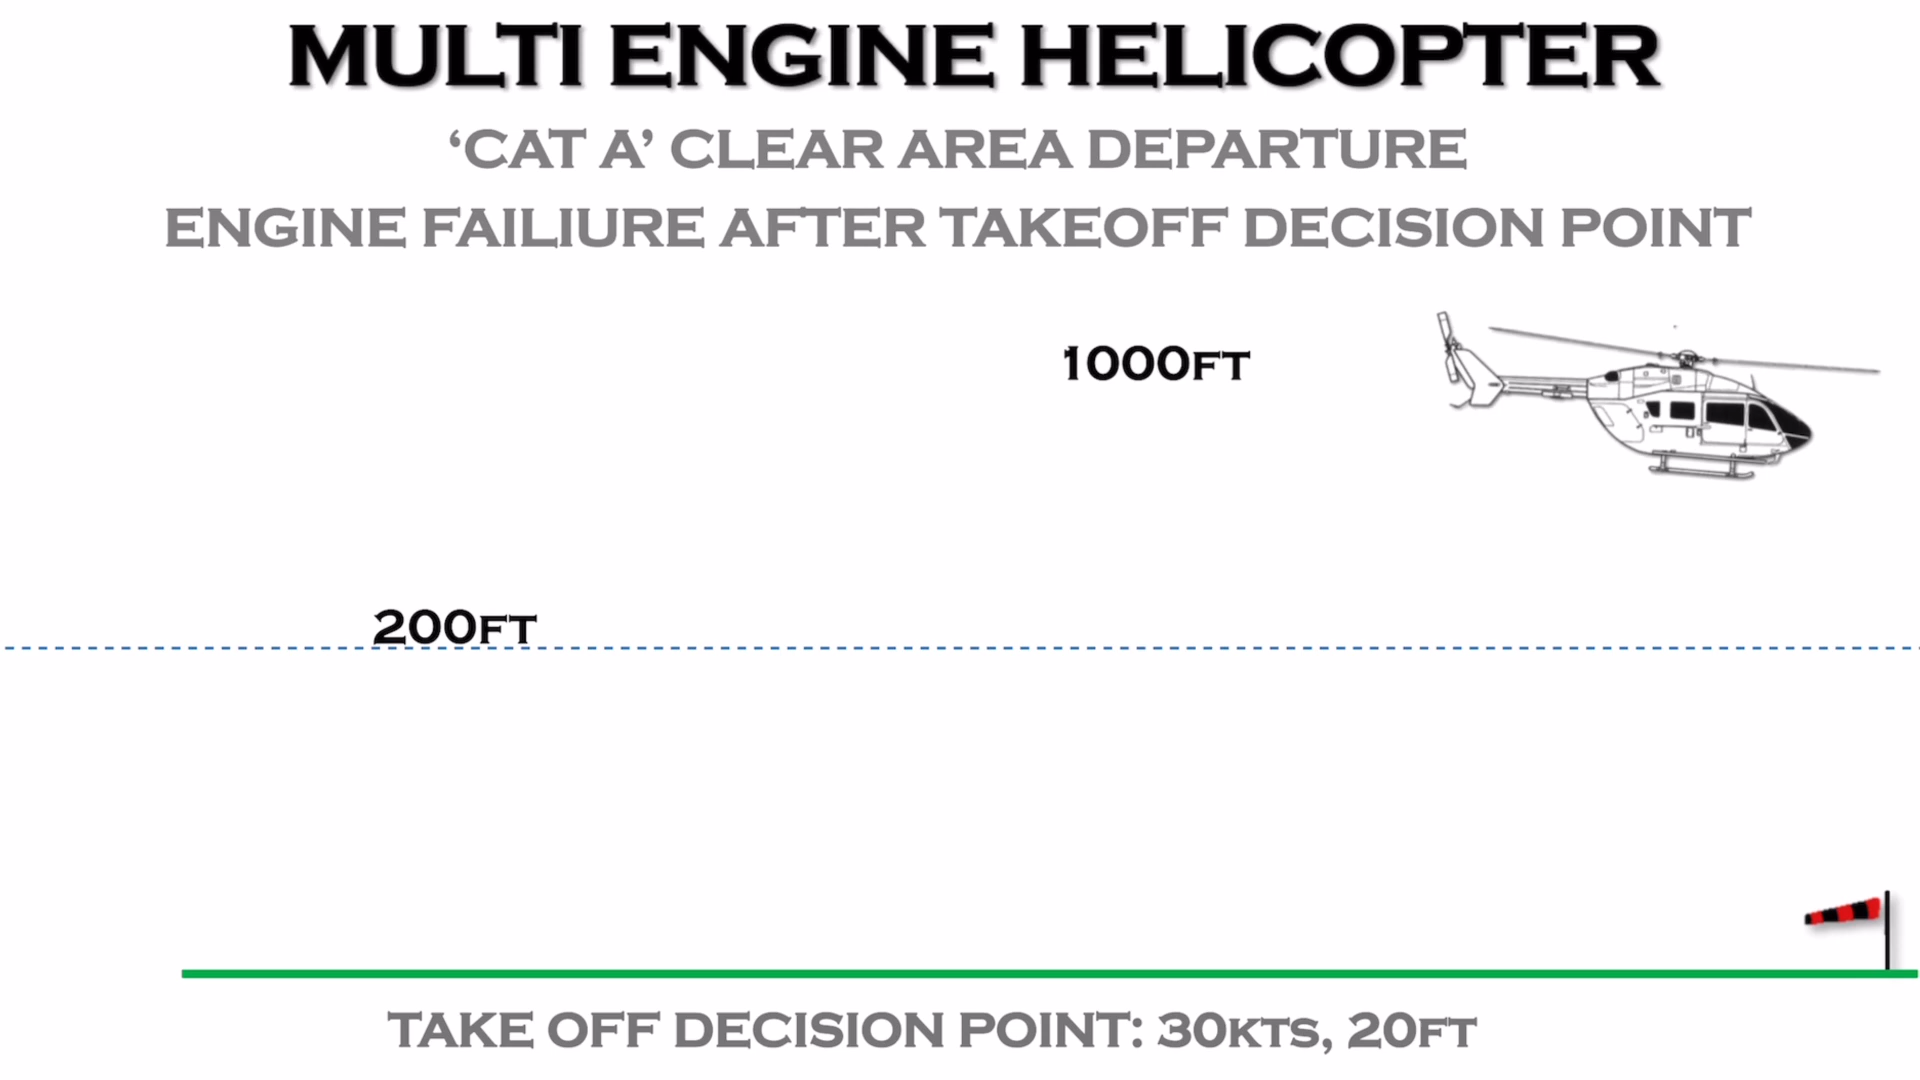 MULTI ENGINE HELICOPTER
‘CAT A’ CLEAR AREA DEPARTURE
ENGINE FAILIURE AFTER TAKEOFF DECISION POINT
1000FT
200FT
TAKE OFF DECISION POINT: 30KTS, 20FT